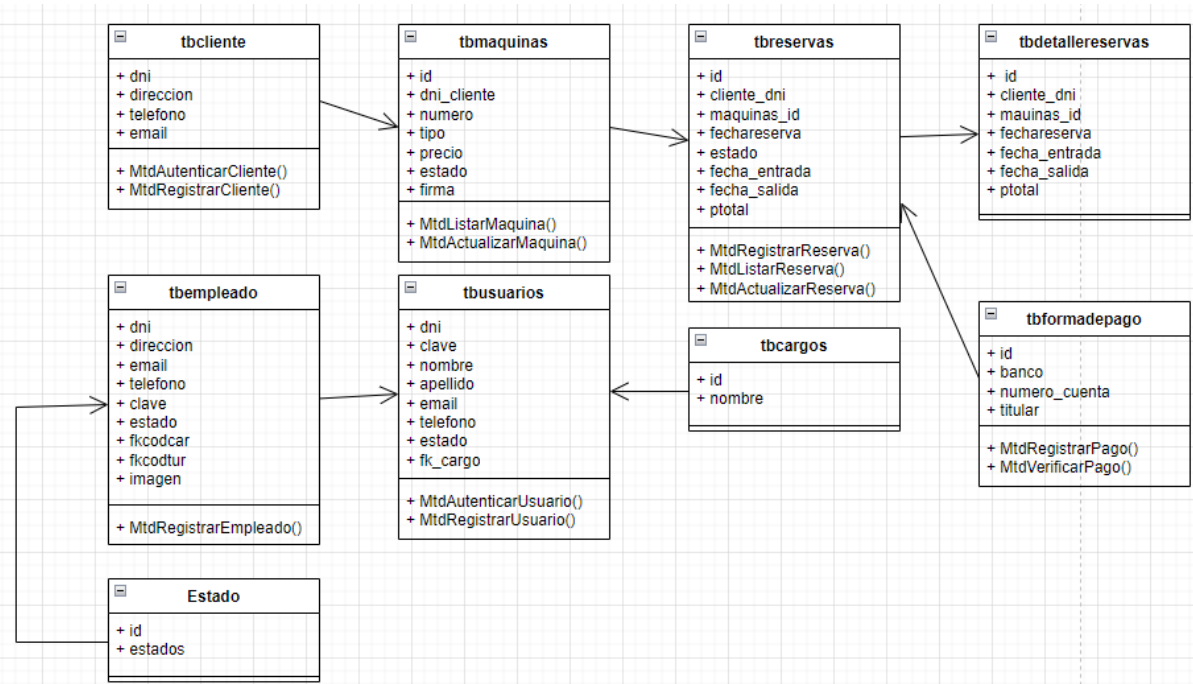 tbcliente
+ dni
+ direccion
+ telefono
+ email
+ MtdAutenticarCliente()
+ MtdRegistrarCliente()
tbmaquinas
+ id
+ dni_cliente
+ numero
+ tipo
+ precio
+ estado
+ firma
+ MtdListarMaquina()
+ MtdActualizarMaquina()
tbreservas
+ id
+ cliente_dni
+ maquinas_id
+ fechareserva
+ estado
+ fecha_entrada
+ fecha_salida
+ ptotal
+ MtdRegistrarReserva()
+ MtdListarReserva()
+ MtdActualizarReserva()
tbdetallereservas
+ id
+ cliente_dni
+ mauinas_id
+ fechareserva
+ fecha_entrada
+ fecha_salida
+ ptotal
tbempleado
+ dni
+ direccion
+ email
+ telefono
+ clave
+ estado
+ fkcodcar
+ fkcodtur
+ imagen
+ MtdRegistrarEmpleado()
tbusuarios
+ dni
+ clave
+ nombre
+ apellido
+ email
+ telefono
+ estado
+ fk_cargo
+ MtdAutenticarUsuario()
+ MtdRegistrarUsuario()
tbcargos
+ id
+ nombre
tbformadepago
+ id
+ banco
+ numero_cuenta
+ titular
+ MtdRegistrarPago()
+ MtdVerificarPago()
Estado
+ id
+ estados